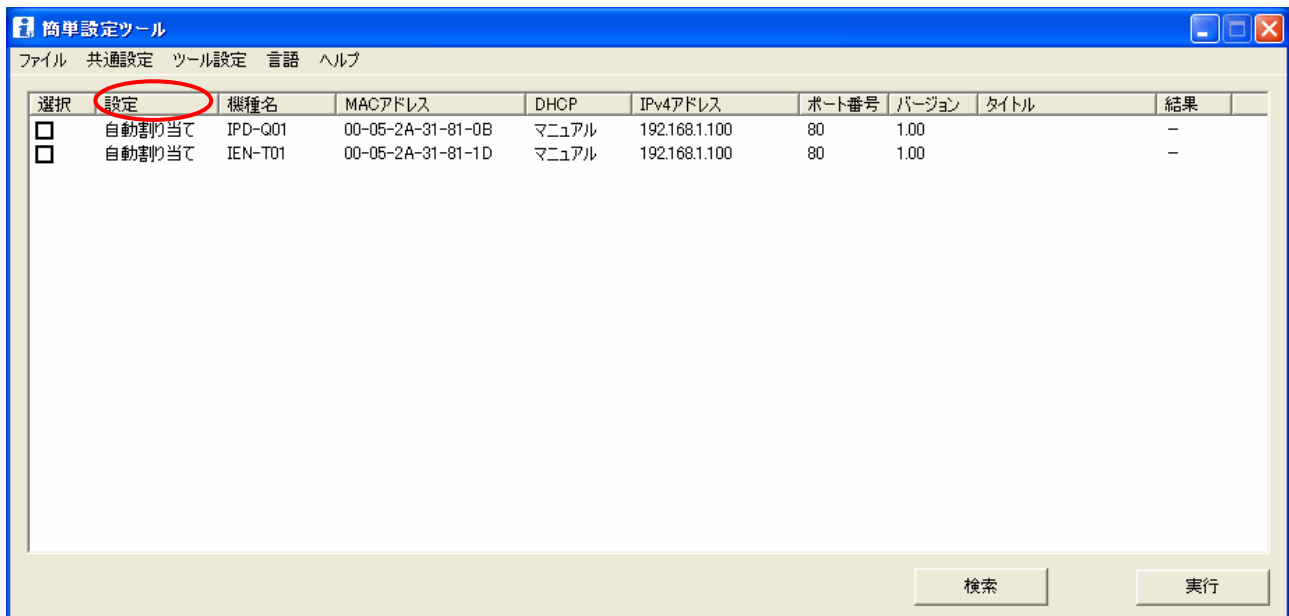 簡単設定ツール
ファイル 共通設定 ツール設定 言語 ヘルプ
選択 設定 機種名 MACアドレス DHCP IPv4アドレス ポート番号 バージョン タイトル 結果
自動割り当て IPD-Q01 00-05-2A-31-81-0B マニュアル 192.168.1.100 80 1.00 −
自動割り当て IEN-T01 00-05-2A-31-81-1D マニュアル 192.168.1.100 80 1.00 −
検索 実行